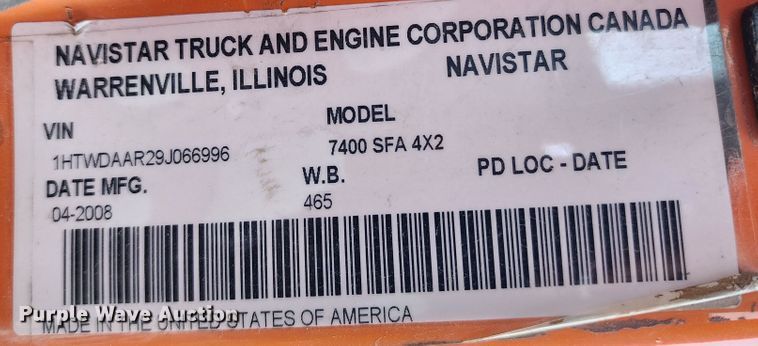 NAVISTAR TRUCK AND ENGINE CORPORATION CANADA
WARRENVILLE, ILLINOIS NAVISTAR
VIN MODEL
1HTWDAAR29J066996 7400 SFA 4X2
DATE MFG. W.B. PD LOC - DATE
04-2008 465
Purple Wave Auction
MADE IN THE UNITED STATES OF AMERICA